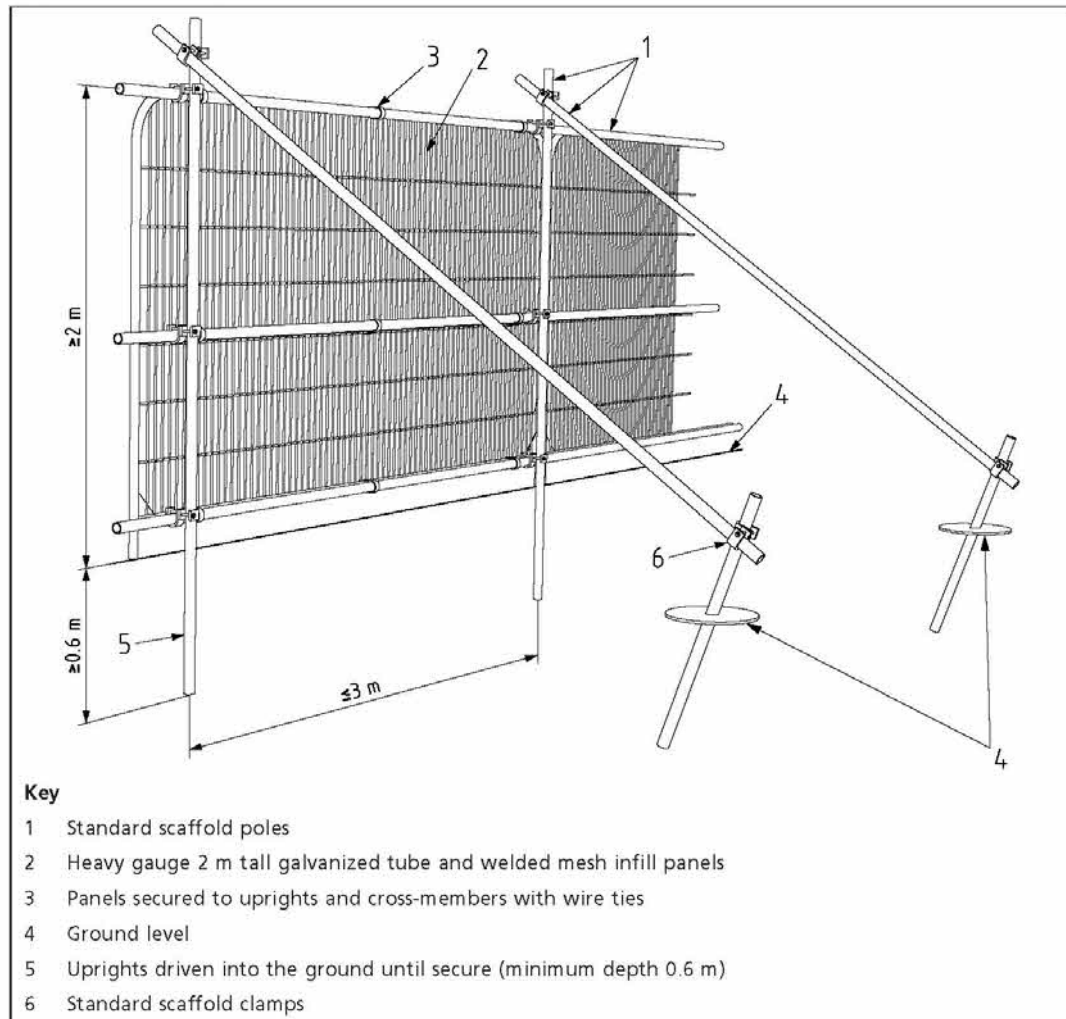 1
3
2
4
≥2 m
6
5
≥0.6 m
≤3 m
4
Key
1 Standard scaffold poles
2 Heavy gauge 2 m tall galvanized tube and welded mesh infill panels
3 Panels secured to uprights and cross-members with wire ties
4 Ground level
5 Uprights driven into the ground until secure (minimum depth 0.6 m)
6 Standard scaffold clamps